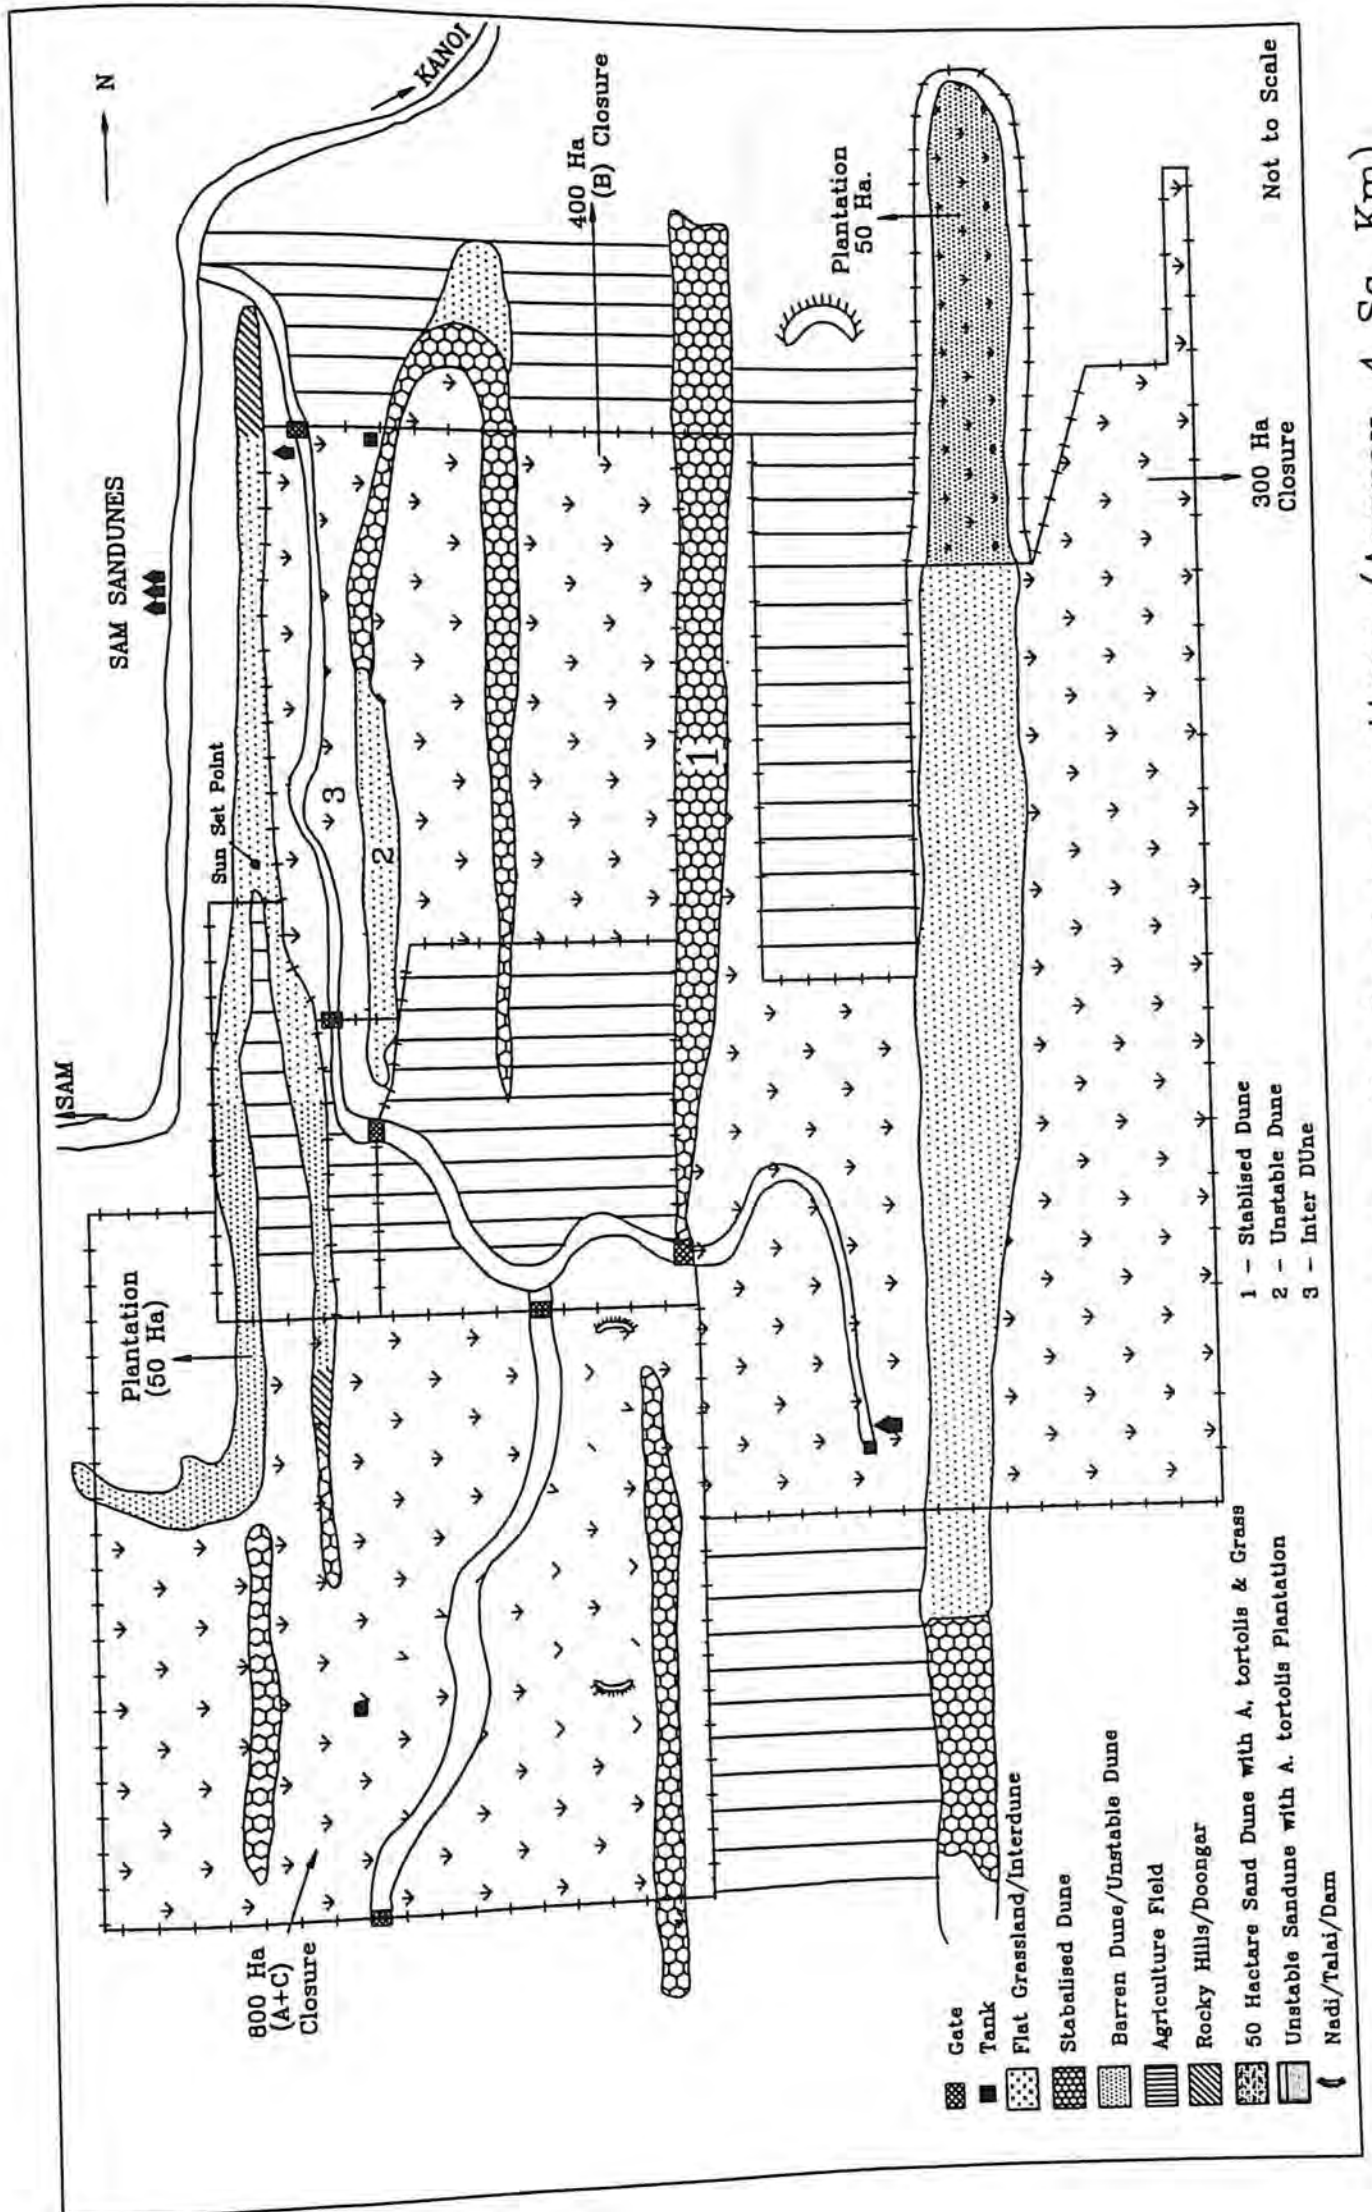 N
KANOI
SAM SANDUNES
SAM
Sun Set Point
400 Ha
(B) Closure
Plantation
50 Ha.
Plantation
(50 Ha)
800 Ha
(A+C)
Closure
300 Ha
Closure
1
2
3
Not to Scale
1 - Stablised Dune
2 - Unstable Dune
3 - Inter DUne
Gate
Tank
Flat Grassland/Interdune
Stabalised Dune
Barren Dune/Unstable Dune
Agriculture Field
Rocky Hills/Doongar
50 Hactare Sand Dune with A. tortolis & Grass
Unstable Sandune with A. tortolis Plantation
Nadi/Talai/Dam
4 Sq. Km)